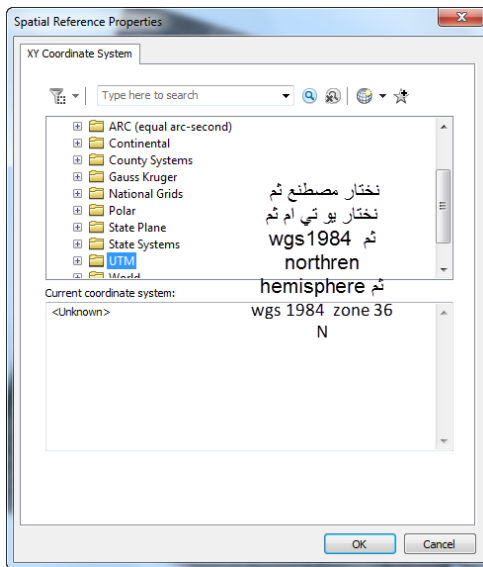 Spatial Reference Properties
XY Coordinate System
Type here to search
ARC (equal arc-second)
Continental
County Systems
Gauss Kruger
National Grids
Polar
State Plane
State Systems
UTM
World
نختار مصطنع ثم
نختار يو تي ام ثم
ثم wgs1984
northren
ثم hemisphere
wgs 1984 zone 36
N
Current coordinate system:
<Unknown>
OK
Cancel